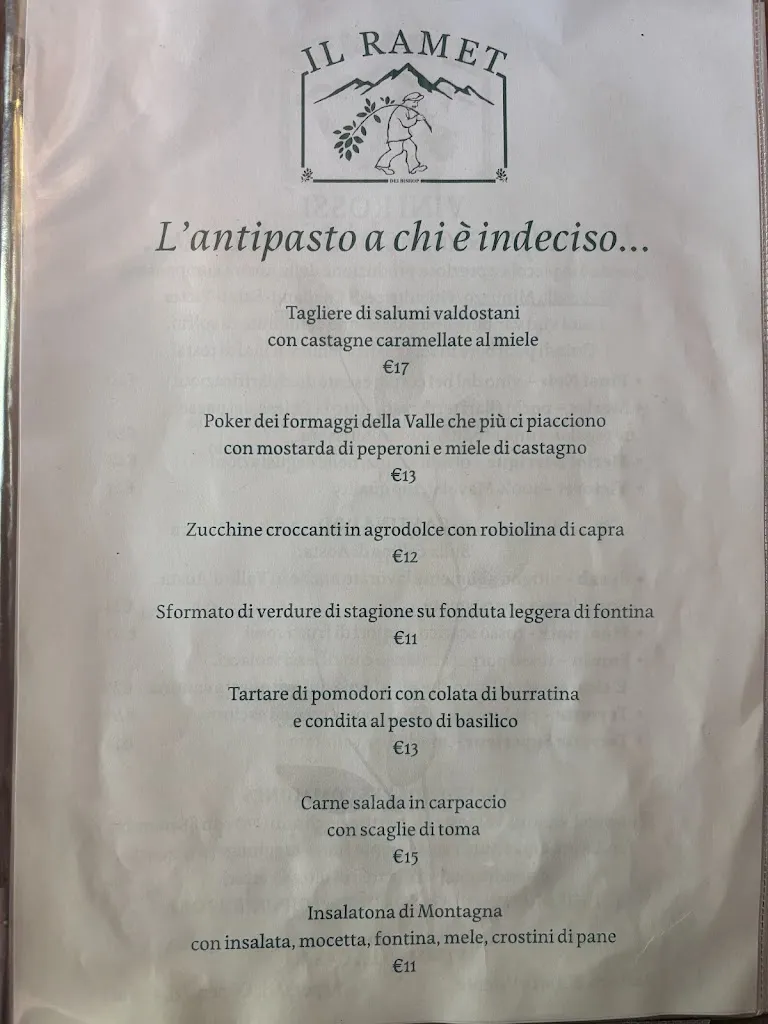 IL RAMET
DEI BISHOP
L'antipasto a chi è indeciso...
Tagliere di salumi valdostani
con castagne caramellate al miele
€17
Poker dei formaggi della Valle che più ci piacciono
con mostarda di peperoni e miele di castagno
€13
Zucchine croccanti in agrodolce con robiolina di capra
€12
Sformato di verdure di stagione su fonduta leggera di fontina
€11
Tartare di pomodori con colata di burratina
e condita al pesto di basilico
€13
Carne salada in carpaccio
con scaglie di toma
€15
Insalatona di Montagna
con insalata, mocetta, fontina, mele, crostini di pane
€11